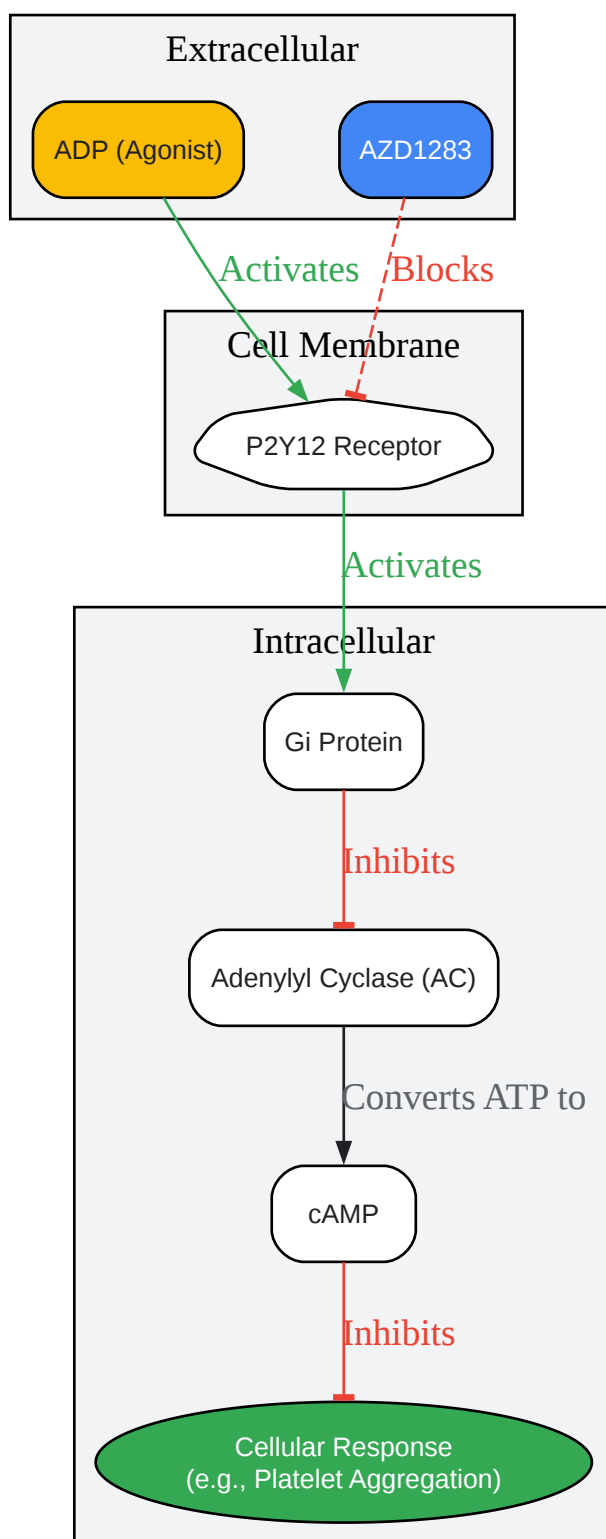 Extracellular
ADP (Agonist)
AZD1283
Activates
Blocks
Cell Membrane
P2Y12 Receptor
Activates
Intracellular
Gi Protein
Inhibits
Adenylyl Cyclase (AC)
Converts ATP to
cAMP
Inhibits
Cellular Response
(e.g., Platelet Aggregation)